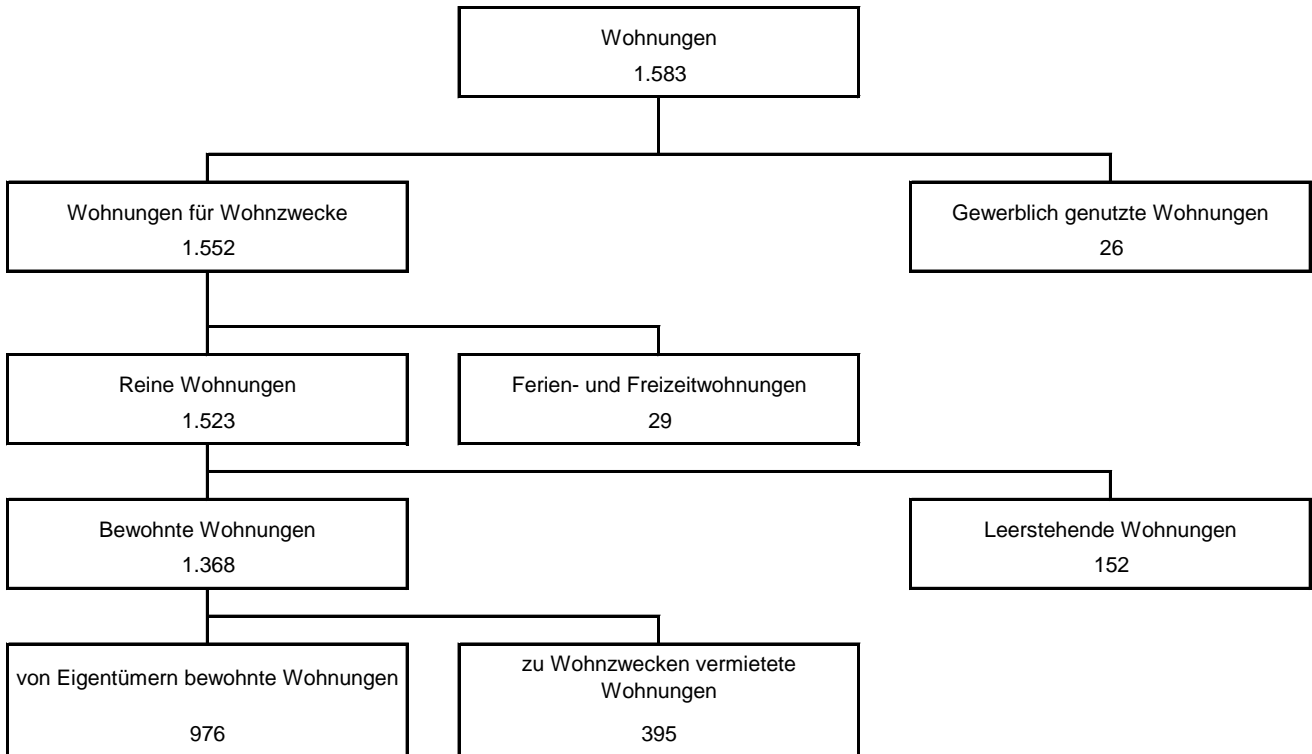 Wohnungen
1.583
Wohnungen für Wohnzwecke
1.552
Gewerblich genutzte Wohnungen
26
Reine Wohnungen
1.523
Ferien- und Freizeitwohnungen
29
Bewohnte Wohnungen
1.368
Leerstehende Wohnungen
152
von Eigentümern bewohnte Wohnungen
976
zu Wohnzwecken vermietete
Wohnungen
395